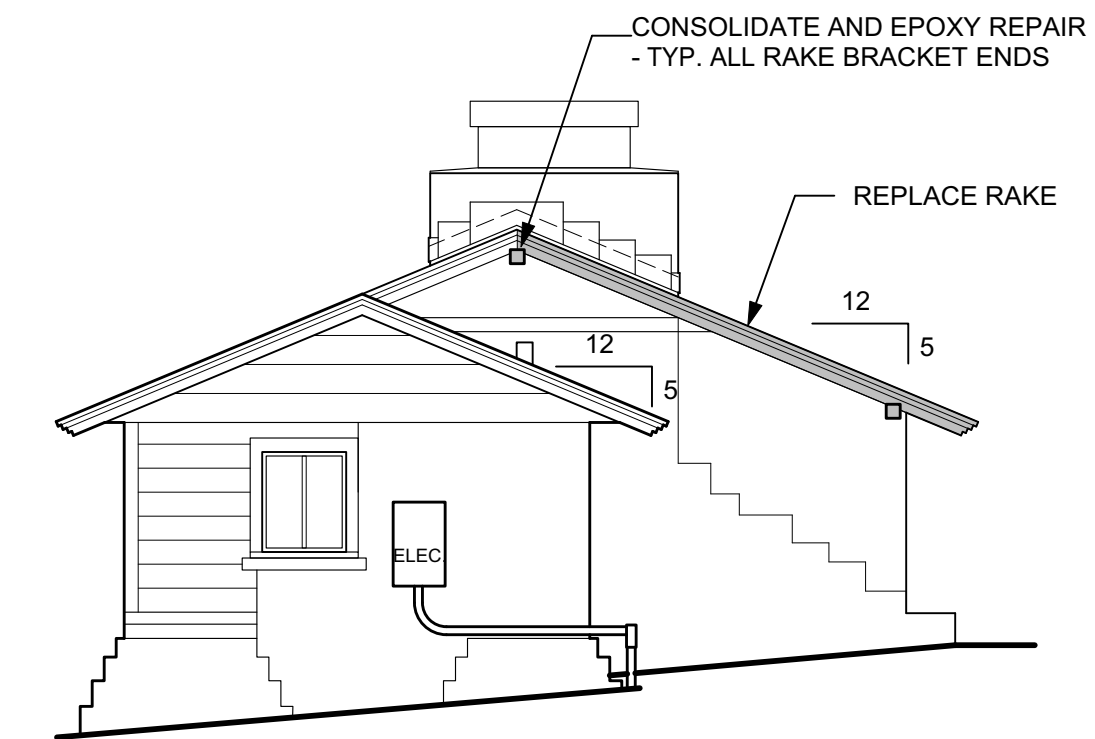 CONSOLIDATE AND EPOXY REPAIR
- TYP. ALL RAKE BRACKET ENDS
REPLACE RAKE
12
5
12
5
ELEC.